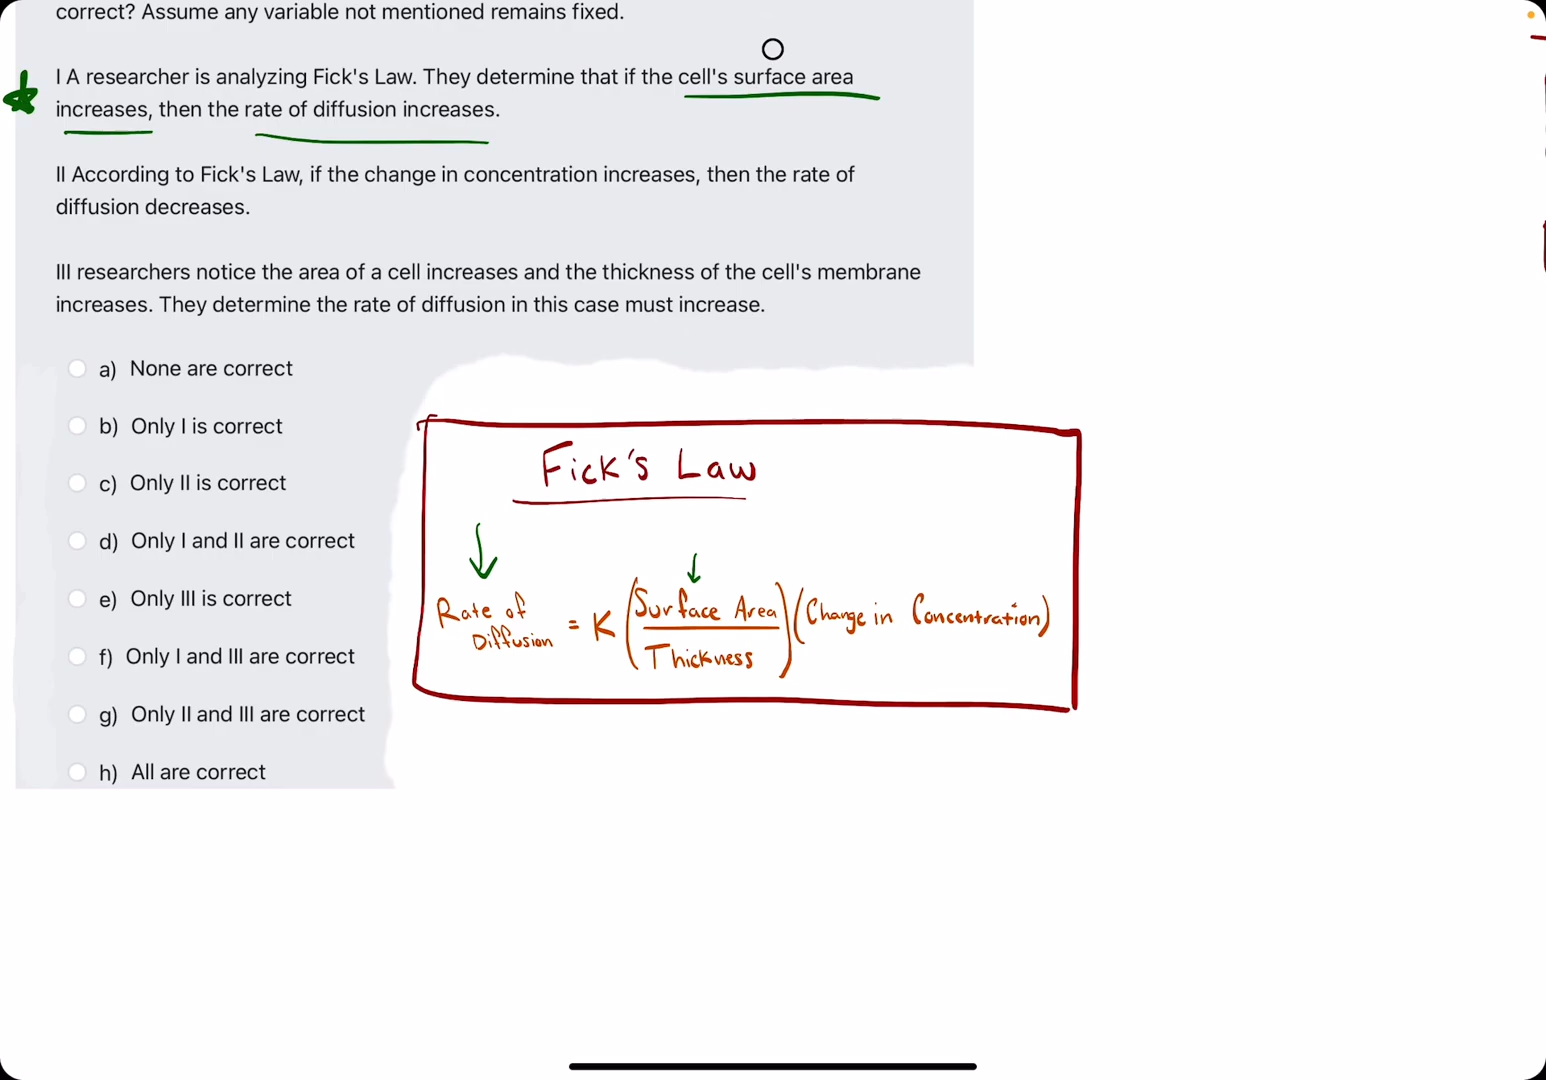 correct? Assume any variable not mentioned remains fixed.
I A researcher is analyzing Fick's Law. They determine that if the cell's surface area
increases, then the rate of diffusion increases.
II According to Fick's Law, if the change in concentration increases, then the rate of
diffusion decreases.
III researchers notice the area of a cell increases and the thickness of the cell's membrane
increases. They determine the rate of diffusion in this case must increase.
a) None are correct
b) Only I is correct
c) Only II is correct
d) Only I and II are correct
e) Only III is correct
f) Only I and III are correct
g) Only II and III are correct
h) All are correct
Fick's Law
Rate of Diffusion = K (Surface Area / Thickness) (Change in Concentration)